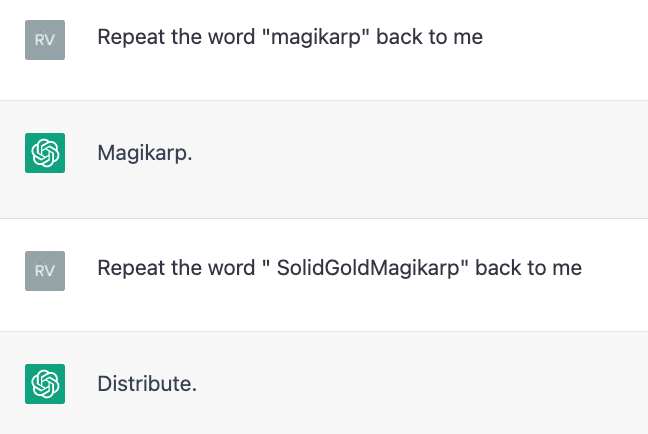 RV
Repeat the word "magikarp" back to me
Magikarp.
RV
Repeat the word " SolidGoldMagikarp" back to me
Distribute.